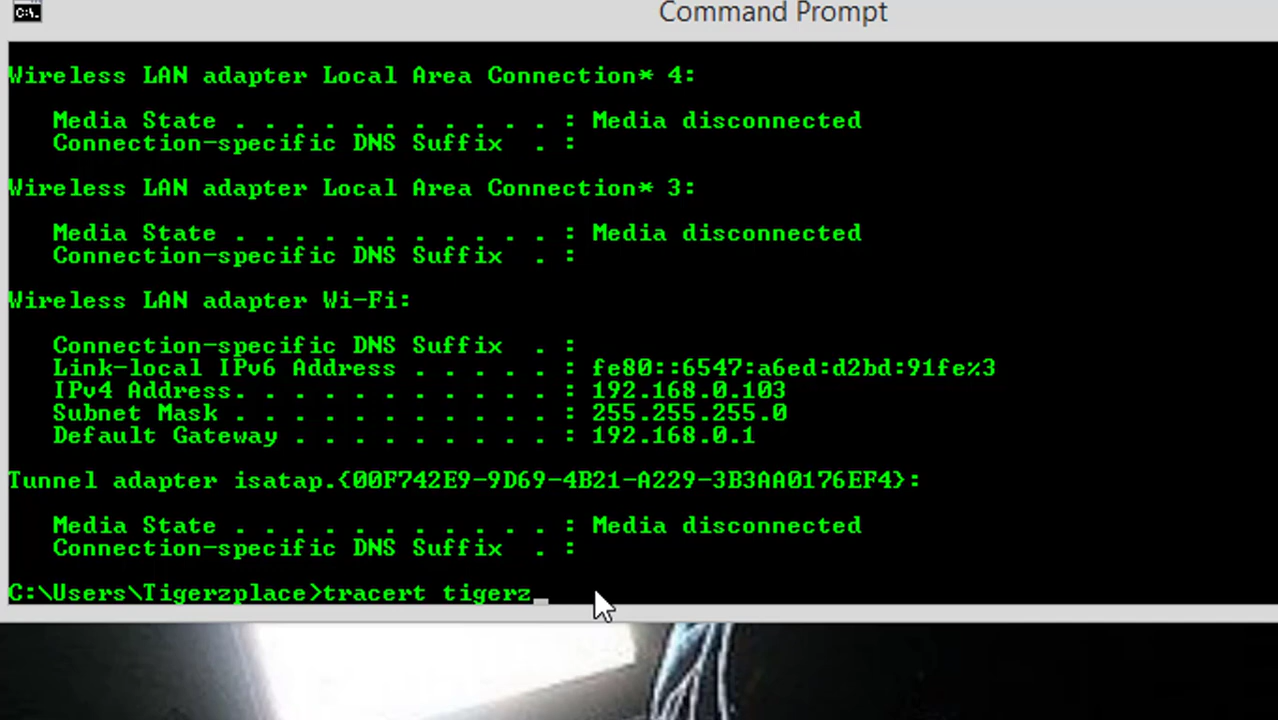 C:\.
Command Prompt
Wireless LAN adapter Local Area Connection* 4:
Media State . . . . . . . . . . . : Media disconnected
Connection-specific DNS Suffix  . :
Wireless LAN adapter Local Area Connection* 3:
Media State . . . . . . . . . . . : Media disconnected
Connection-specific DNS Suffix  . :
Wireless LAN adapter Wi-Fi:
Connection-specific DNS Suffix  . :
Link-local IPv6 Address . . . . . : fe80::6547:a6ed:d2bd:91fe%3
IPv4 Address. . . . . . . . . . . : 192.168.0.103
Subnet Mask . . . . . . . . . . . : 255.255.255.0
Default Gateway . . . . . . . . . : 192.168.0.1
Tunnel adapter isatap.{00F742E9-9D69-4B21-A229-3B3AA0176EF4}:
Media State . . . . . . . . . . . : Media disconnected
Connection-specific DNS Suffix  . :
C:\Users\Tigerzplace>tracert tigerz_